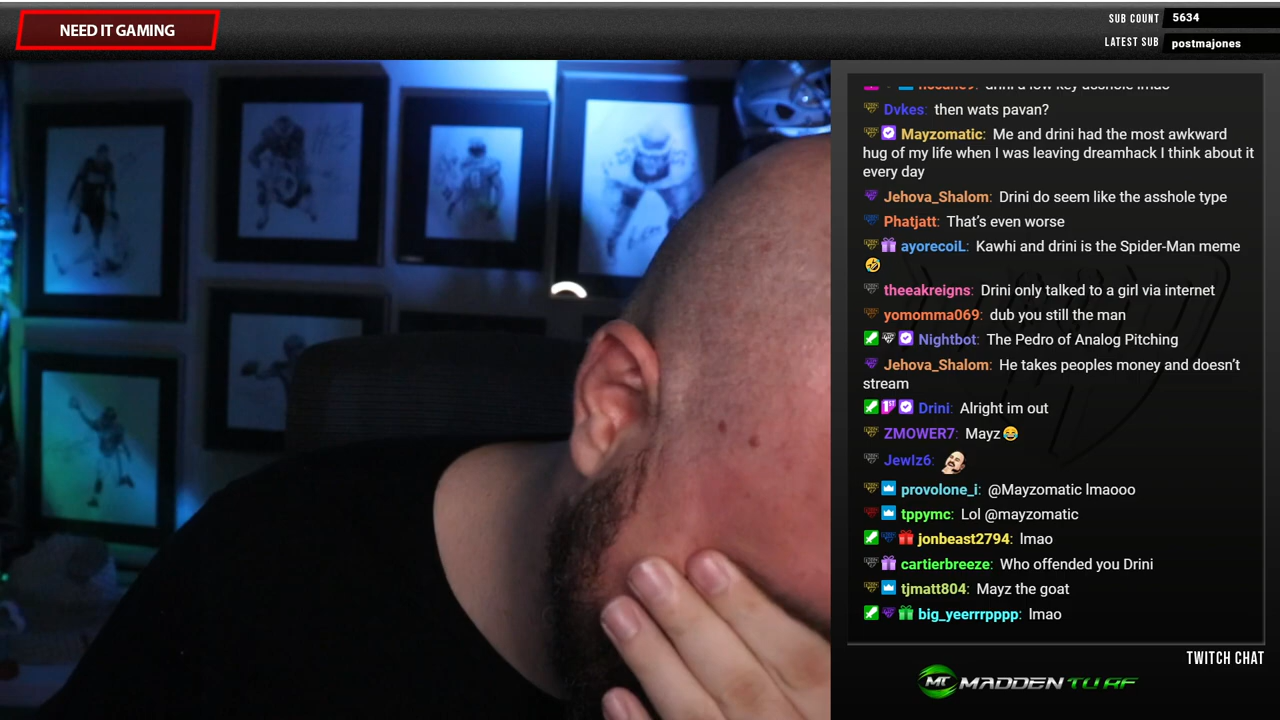 NEED IT GAMING
SUB COUNT 5634
LATEST SUB postmajones
Dvkes: then wats pavan?
Mayzomatic: Me and drini had the most awkward
hug of my life when I was leaving dreamhack I think about it
every day
Jehova_Shalom: Drini do seem like the asshole type
Phatjatt: That's even worse
ayorecoiL: Kawhi and drini is the Spider-Man meme
theeakreigns: Drini only talked to a girl via internet
yomomma069: dub you still the man
Nightbot: The Pedro of Analog Pitching
Jehova_Shalom: He takes peoples money and doesn't
stream
Drini: Alright im out
ZMOWER7: Mayz
Jewlz6:
provolone_i: @Mayzomatic lmaooo
tppymc: Lol @mayzomatic
jonbeast2794: lmao
cartierbreeze: Who offended you Drini
tjmatt804: Mayz the goat
big_yeerrrpppp: lmao
TWITCH CHAT
MT MADDEN TURF